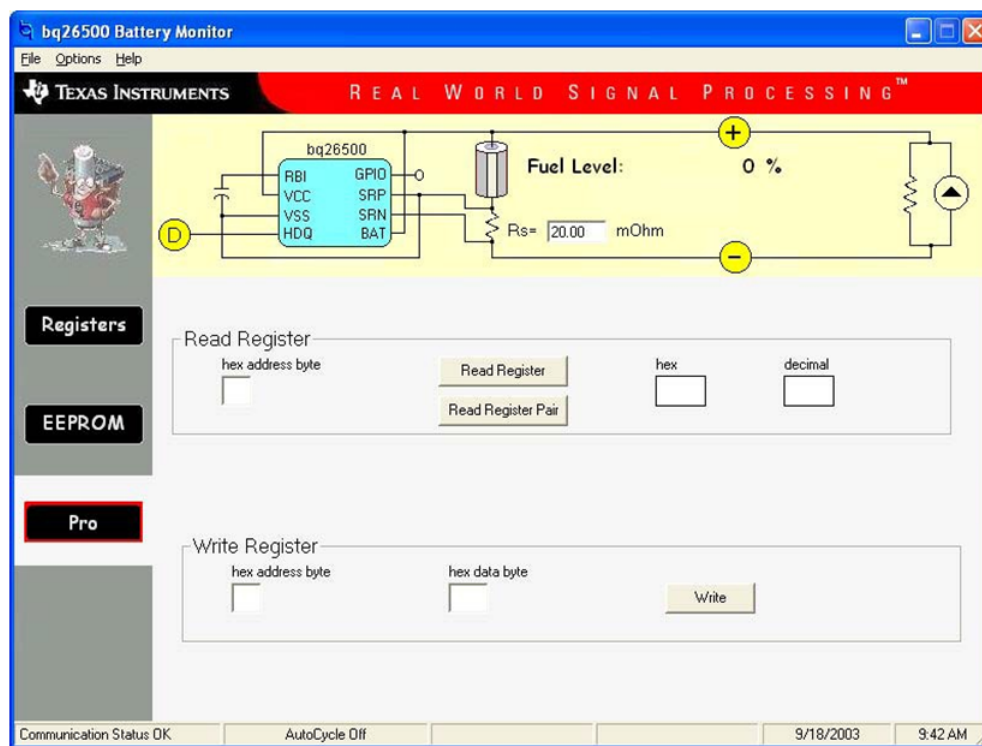 bq26500 Battery Monitor
File Options Help
TEXAS INSTRUMENTS REAL WORLD SIGNAL PROCESSING™
bq26500
RBI GPIO
VCC SRP
VSS SRN
HDQ BAT
D
Fuel Level: 0 %
Rs= 20.00 mOhm
+
−
Registers
EEPROM
Pro
Read Register
hex address byte
Read Register
Read Register Pair
hex
decimal
Write Register
hex address byte
hex data byte
Write
Communication Status OK AutoCycle Off 9/18/2003 9:42 AM